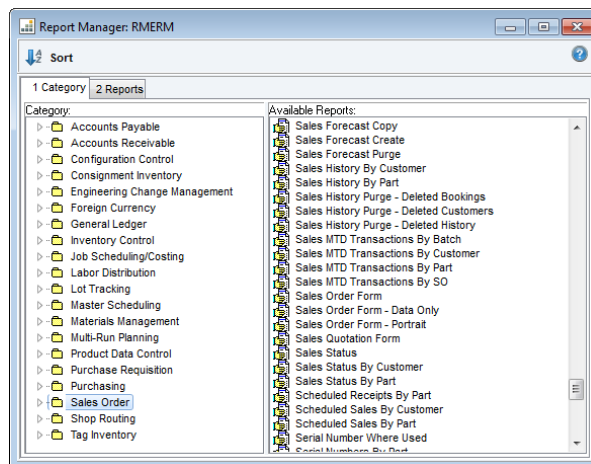 Report Manager: RMERM
Sort
1 Category
2 Reports
Category:
Accounts Payable
Accounts Receivable
Configuration Control
Consignment Inventory
Engineering Change Management
Foreign Currency
General Ledger
Inventory Control
Job Scheduling/Costing
Labor Distribution
Lot Tracking
Master Scheduling
Materials Management
Multi-Run Planning
Product Data Control
Purchase Requisition
Purchasing
Sales Order
Shop Routing
Tag Inventory
Available Reports:
Sales Forecast Copy
Sales Forecast Create
Sales Forecast Purge
Sales History By Customer
Sales History By Part
Sales History Purge - Deleted Bookings
Sales History Purge - Deleted Customers
Sales History Purge - Deleted History
Sales MTD Transactions By Batch
Sales MTD Transactions By Customer
Sales MTD Transactions By Part
Sales MTD Transactions By SO
Sales Order Form
Sales Order Form - Data Only
Sales Order Form - Portrait
Sales Quotation Form
Sales Status
Sales Status By Customer
Sales Status By Part
Scheduled Receipts By Part
Scheduled Sales By Customer
Scheduled Sales By Part
Serial Number Where Used
Serial Numbers By Part